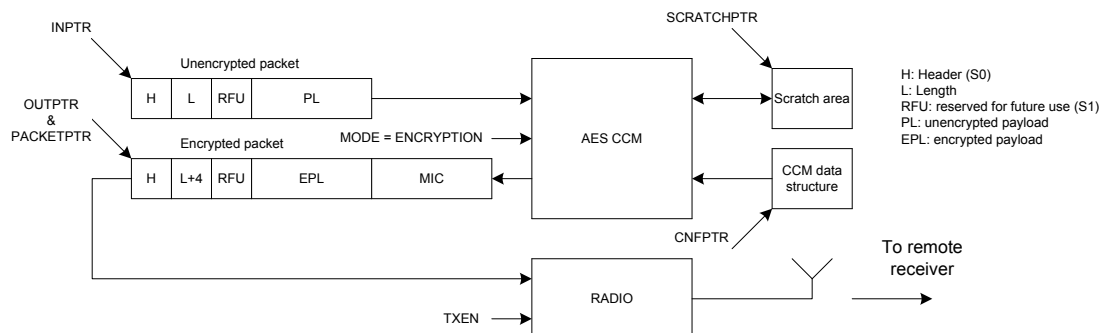 SCRATCHPTR
INPTR
Unencrypted packet
H L RFU PL
OUTPTR
&
PACKETPTR
MODE = ENCRYPTION
Encrypted packet
H L+4 RFU EPL MIC
AES CCM
Scratch area
CCM data
structure
CNFPTR
H: Header (S0)
L: Length
RFU: reserved for future use (S1)
PL: unencrypted payload
EPL: encrypted payload
To remote
receiver
RADIO
TXEN